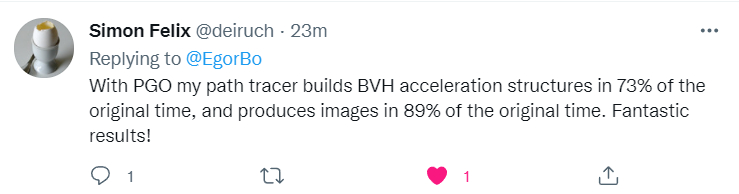 Simon Felix @deiruch · 23m
Replying to @EgorBo
With PGO my path tracer builds BVH acceleration structures in 73% of the
original time, and produces images in 89% of the original time. Fantastic
results!
1 1